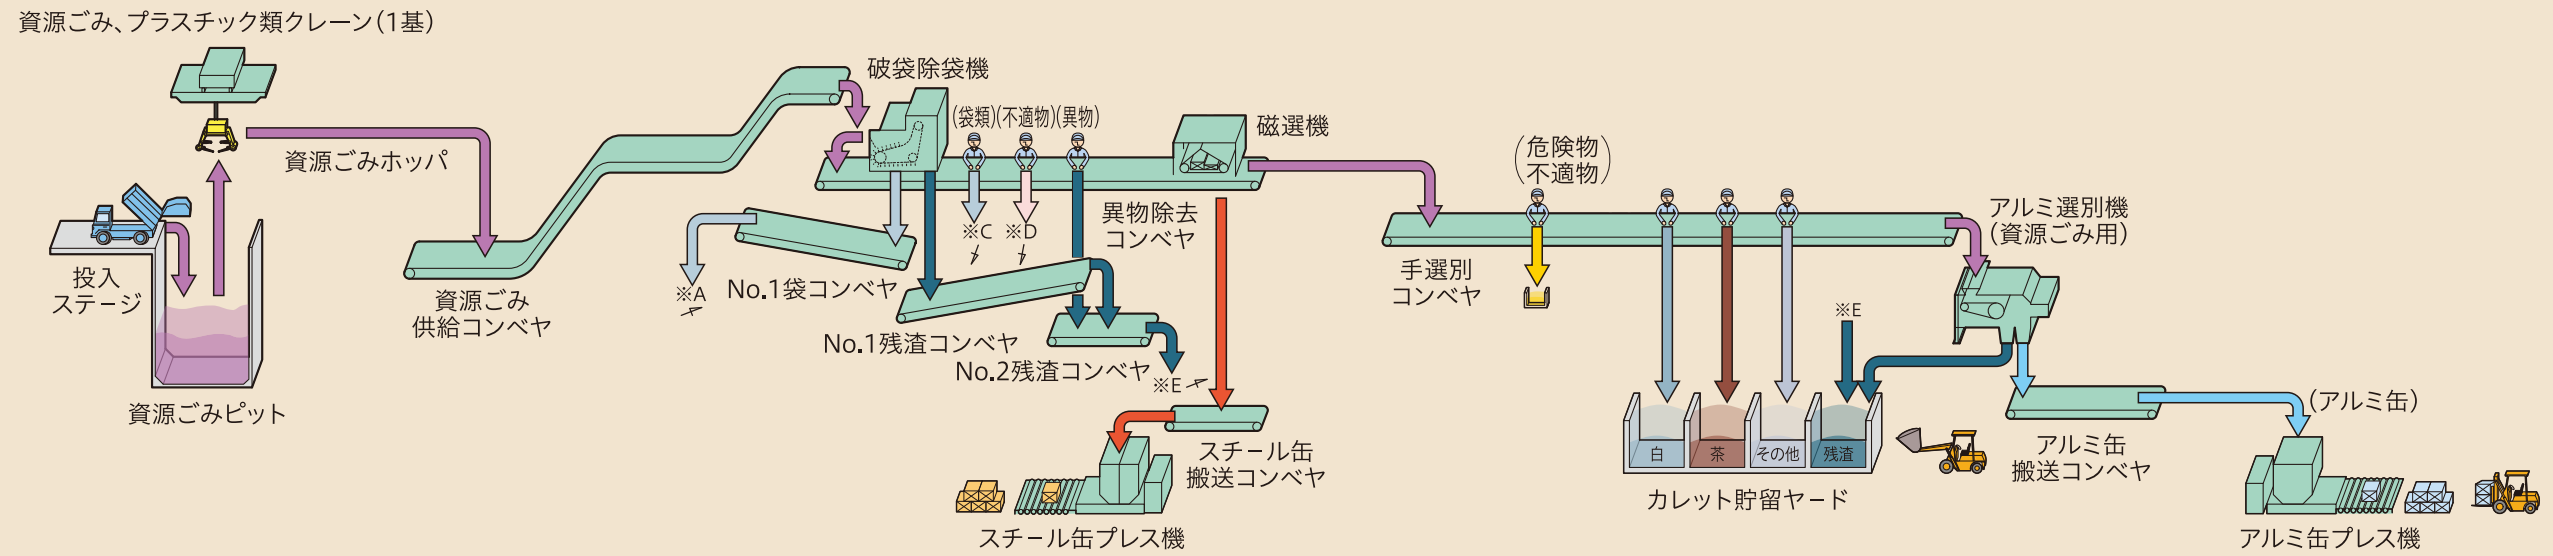 資源ごみ、プラスチック類クレーン(1基)
資源ごみホッパ
投入
ステージ
資源ごみピット
資源ごみ
供給コンベヤ
破袋除袋機
(袋類)(不適物)(異物)
磁選機
※A
No.1袋コンベヤ
※C
※D
異物除去
コンベヤ
No.1残渣コンベヤ
No.2残渣コンベヤ
※E
スチール缶
搬送コンベヤ
スチール缶プレス機
(危険物
不適物)
手選別
コンベヤ
アルミ選別機
(資源ごみ用)
※E
白
茶
その他
残渣
カレット貯留ヤード
アルミ缶
搬送コンベヤ
(アルミ缶)
アルミ缶プレス機